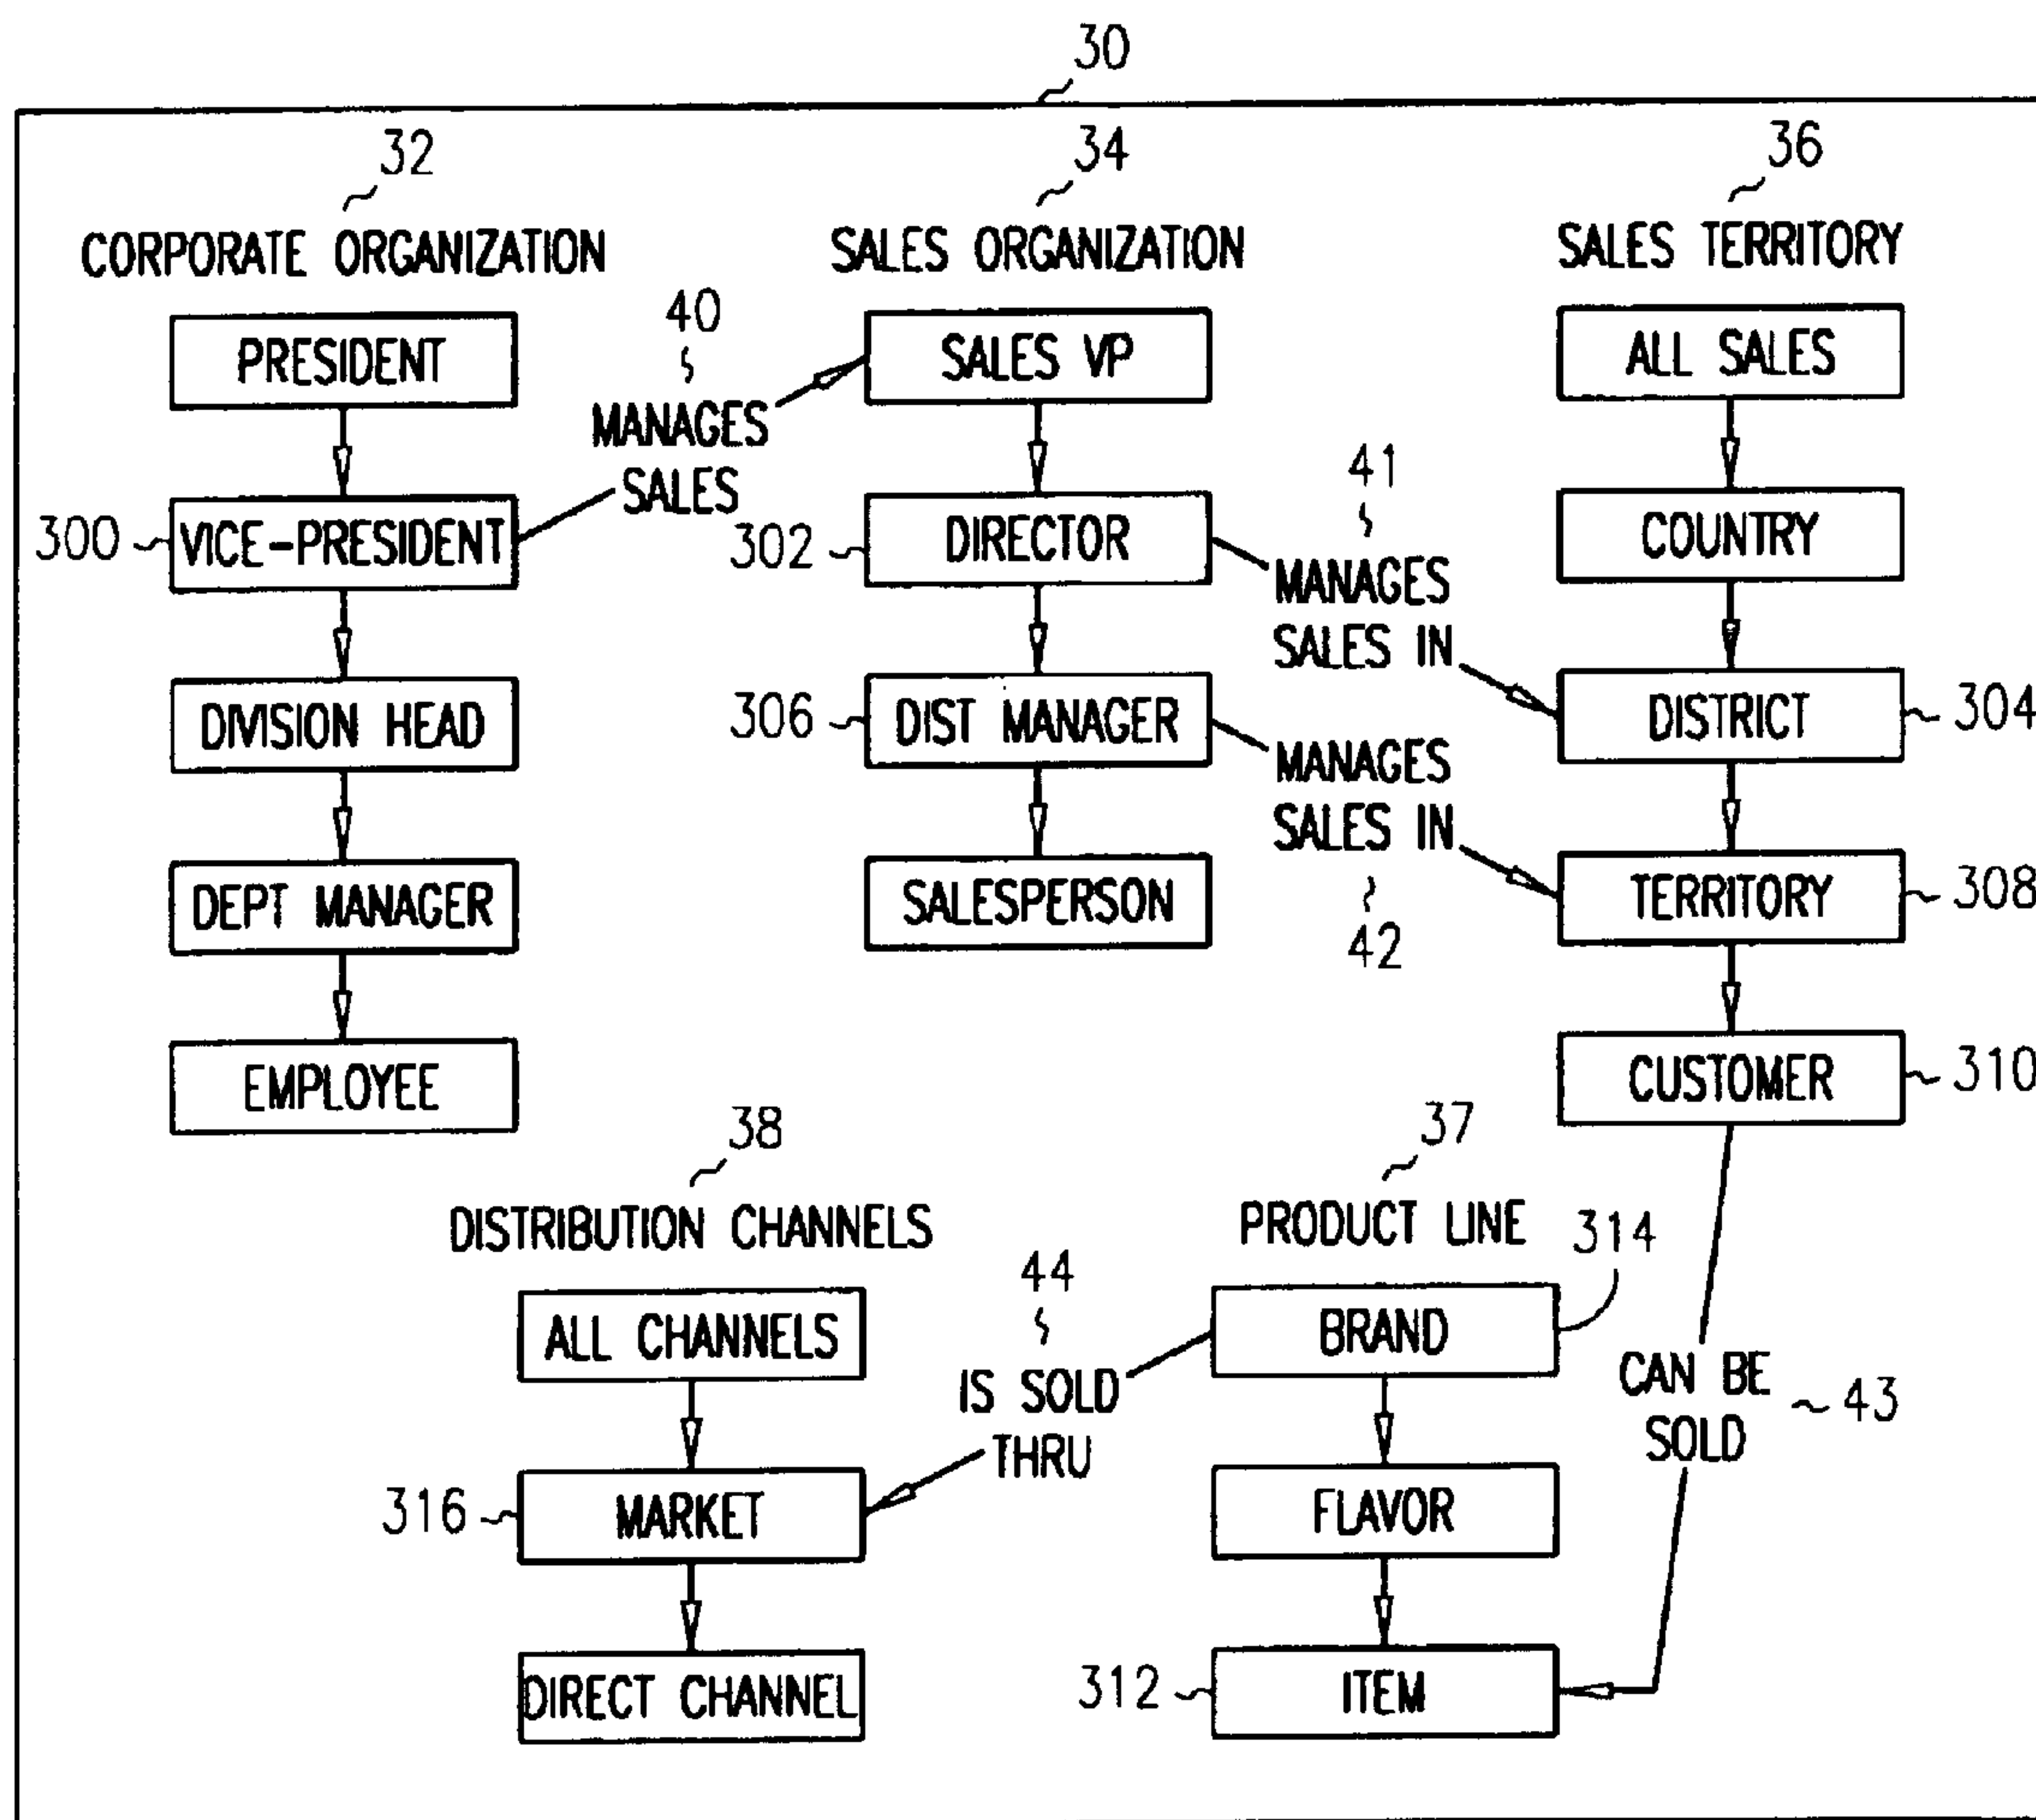 30
32
CORPORATE ORGANIZATION
PRESIDENT
300
VICE-PRESIDENT
DIVISION HEAD
DEPT MANAGER
EMPLOYEE
40
MANAGES
SALES
34
SALES ORGANIZATION
SALES VP
302
DIRECTOR
306
DIST MANAGER
SALESPERSON
41
MANAGES
SALES IN
MANAGES
SALES IN
42
36
SALES TERRITORY
ALL SALES
COUNTRY
DISTRICT
304
TERRITORY
308
CUSTOMER
310
38
DISTRIBUTION CHANNELS
ALL CHANNELS
316
MARKET
DIRECT CHANNEL
44
IS SOLD
THRU
37
PRODUCT LINE
314
BRAND
FLAVOR
312
ITEM
CAN BE
SOLD
43